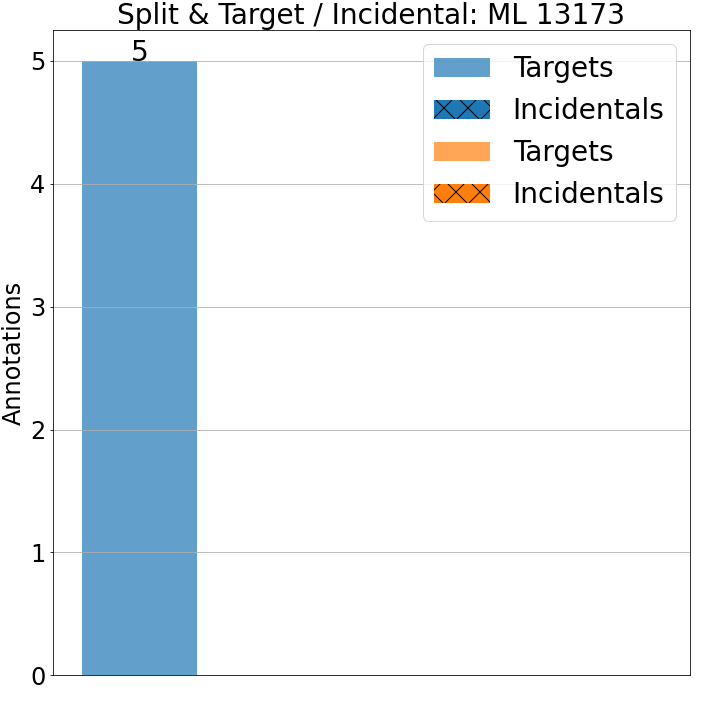 Split & Target / Incidental: ML 13173
5
Targets
Incidentals
Targets
Incidentals
Annotations
5
4
3
2
1
0